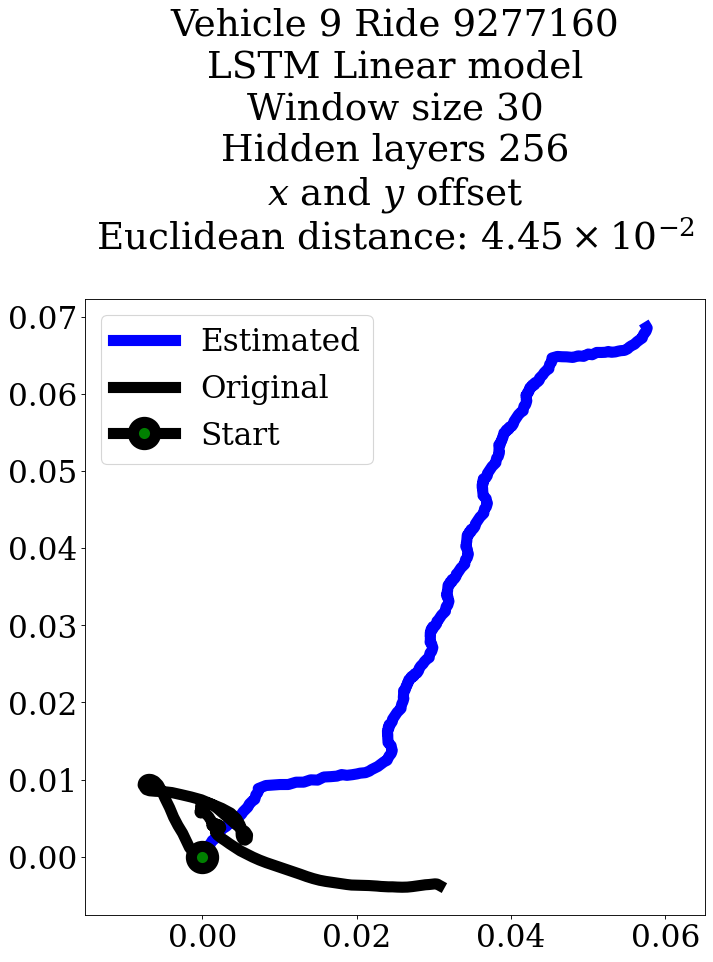 Vehicle 9 Ride 9277160
LSTM Linear model
Window size 30
Hidden layers 256
x and y offset
Euclidean distance: 4.45 × 10⁻²
0.07
0.06
0.05
0.04
0.03
0.02
0.01
0.00
Estimated
Original
Start
0.00 0.02 0.04 0.06